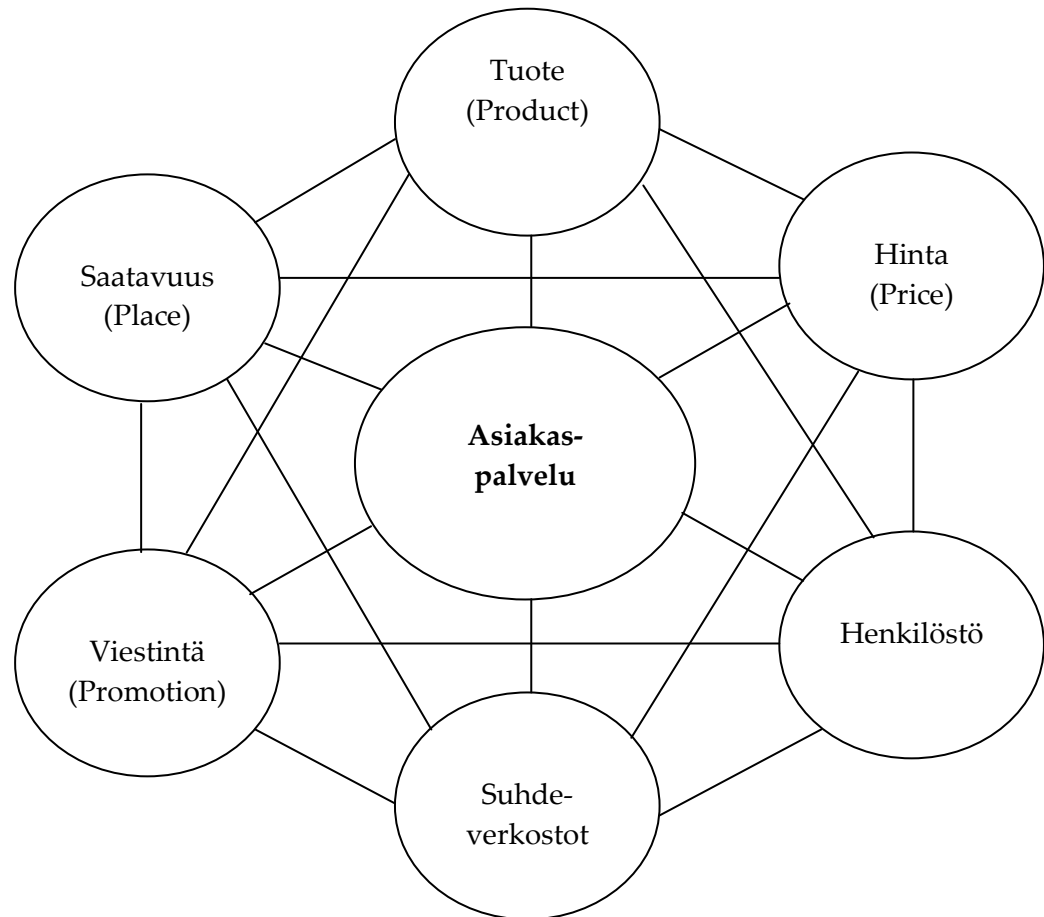 Tuote
(Product)
Hinta
(Price)
Saatavuus
(Place)
Asiakas-
palvelu
Henkilöstö
Viestintä
(Promotion)
Suhde-
verkostot